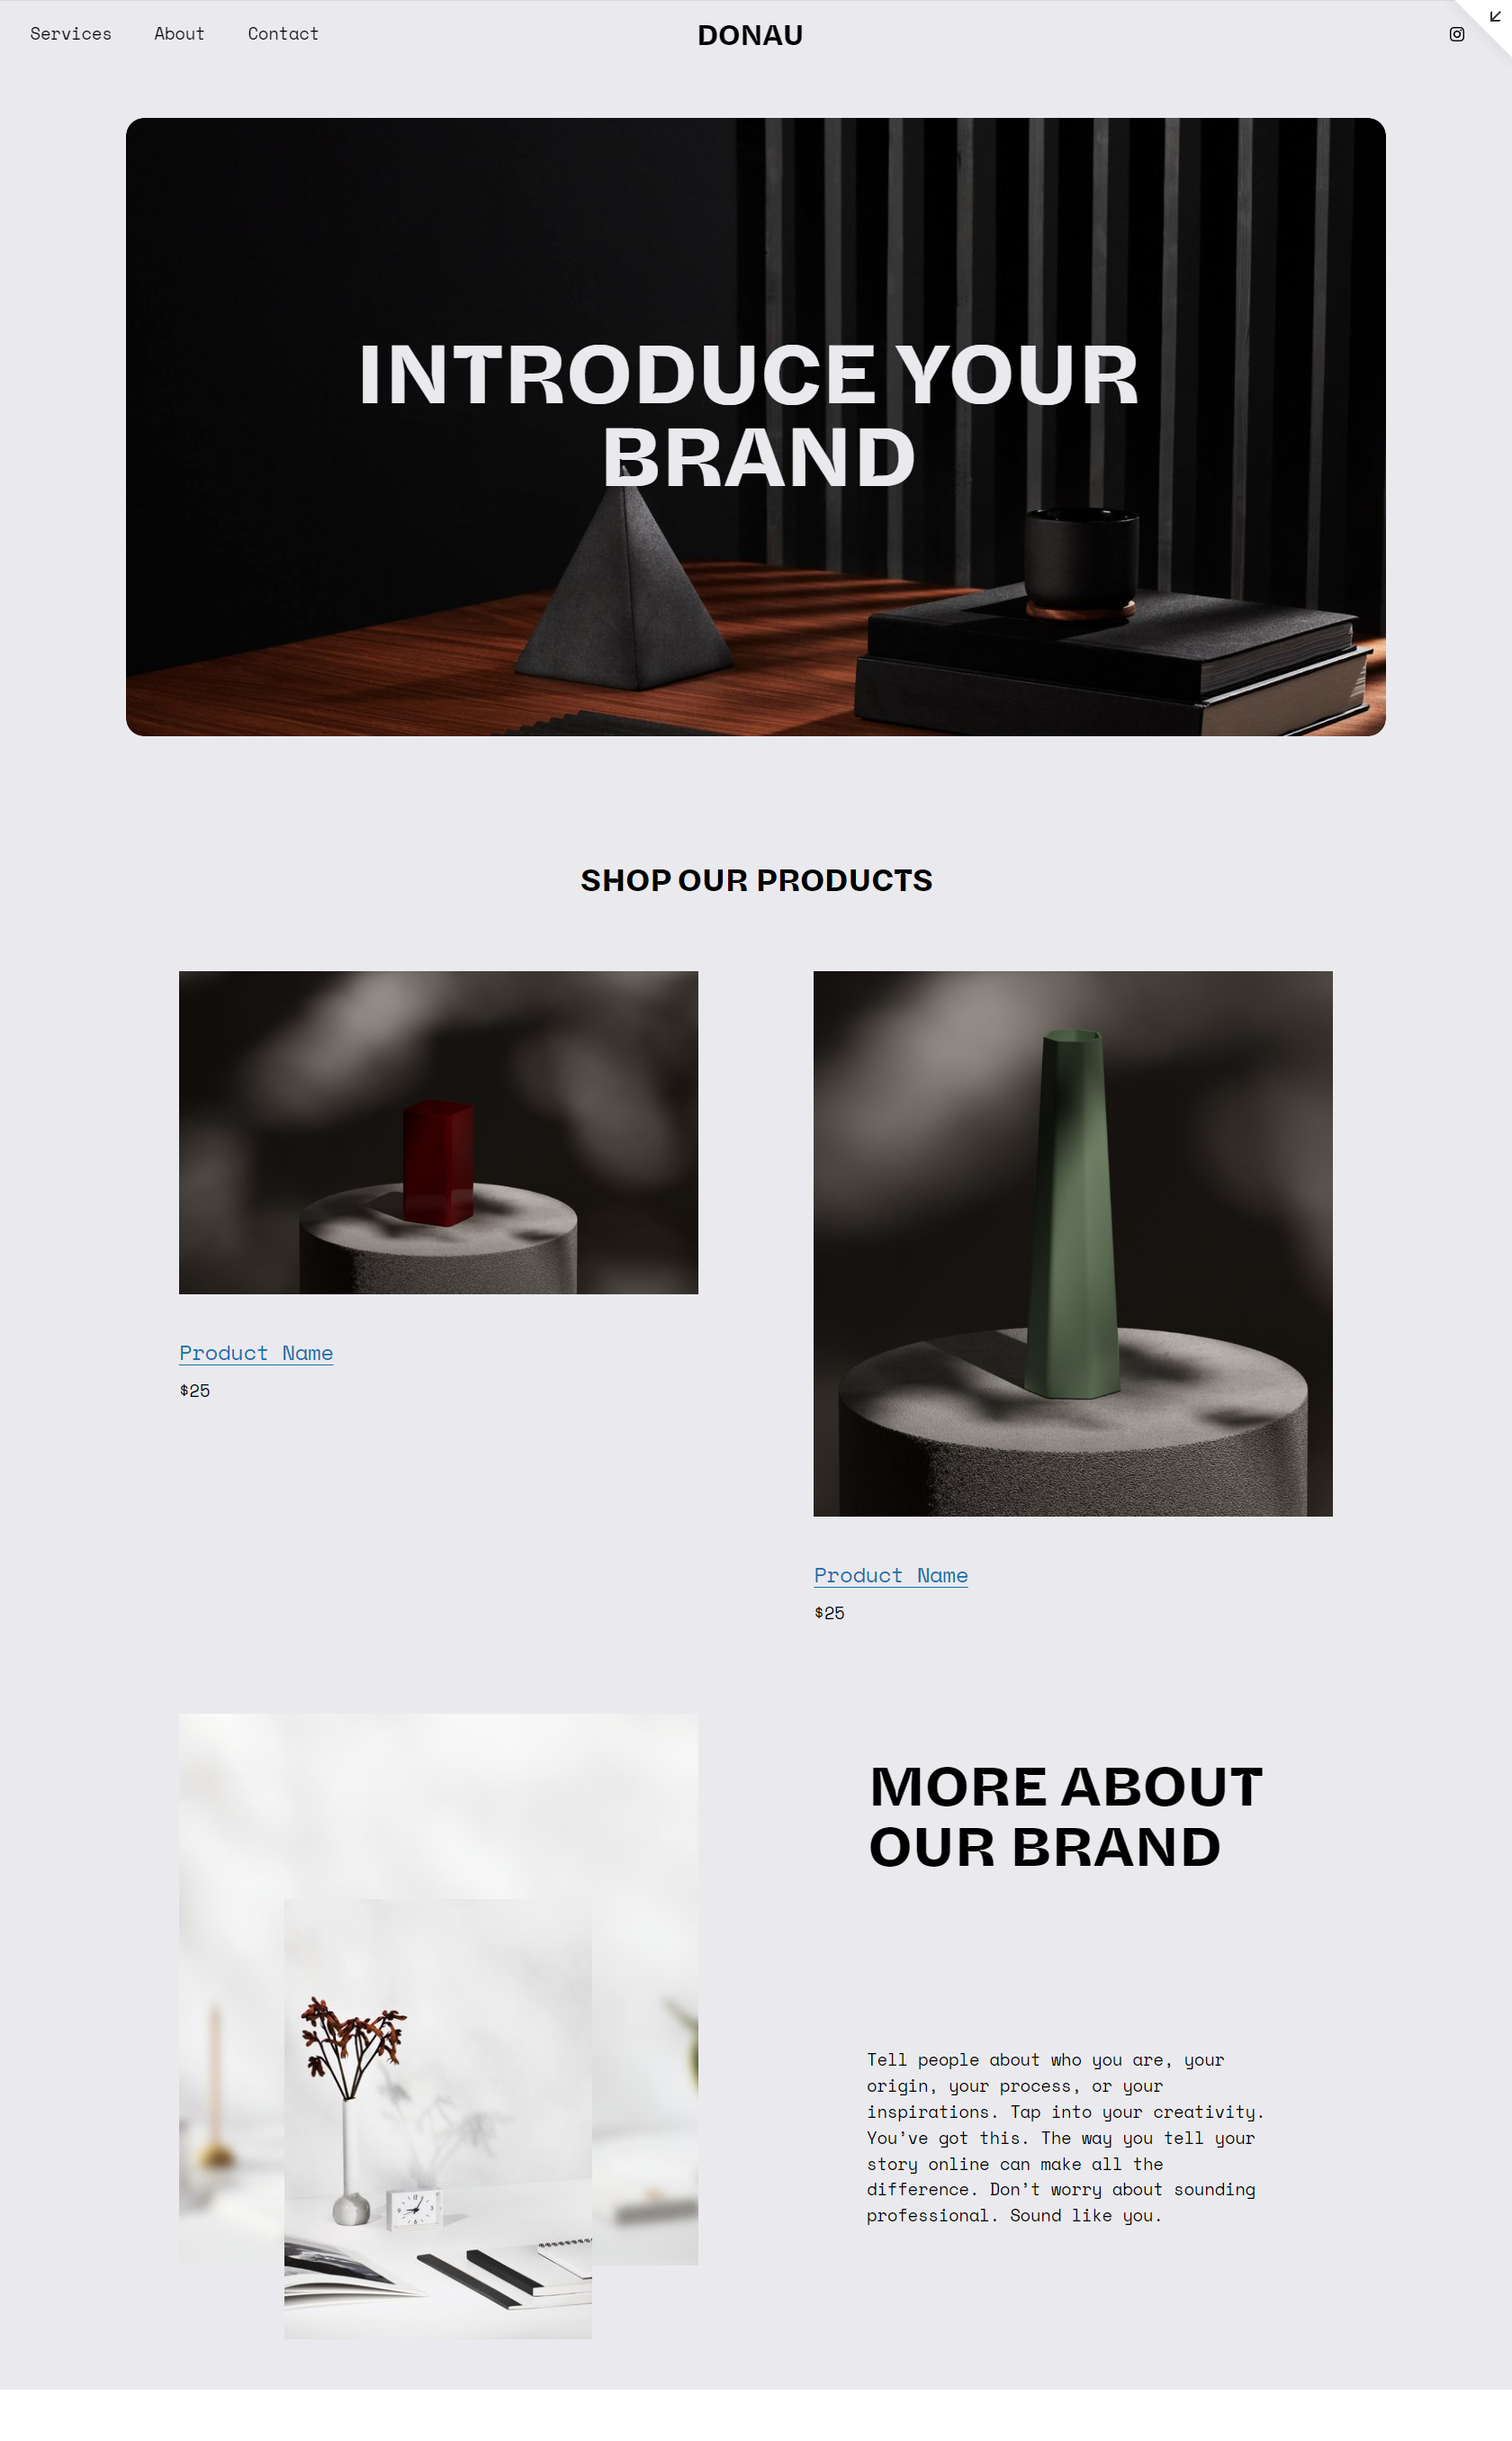 Services About Contact DONAU
INTRODUCE YOUR
BRAND
SHOP OUR PRODUCTS
Product Name
$25
Product Name
$25
MORE ABOUT
OUR BRAND
Tell people about who you are, your
origin, your process, or your
inspirations. Tap into your creativity.
You’ve got this. The way you tell your
story online can make all the
difference. Don’t worry about sounding
professional. Sound like you.